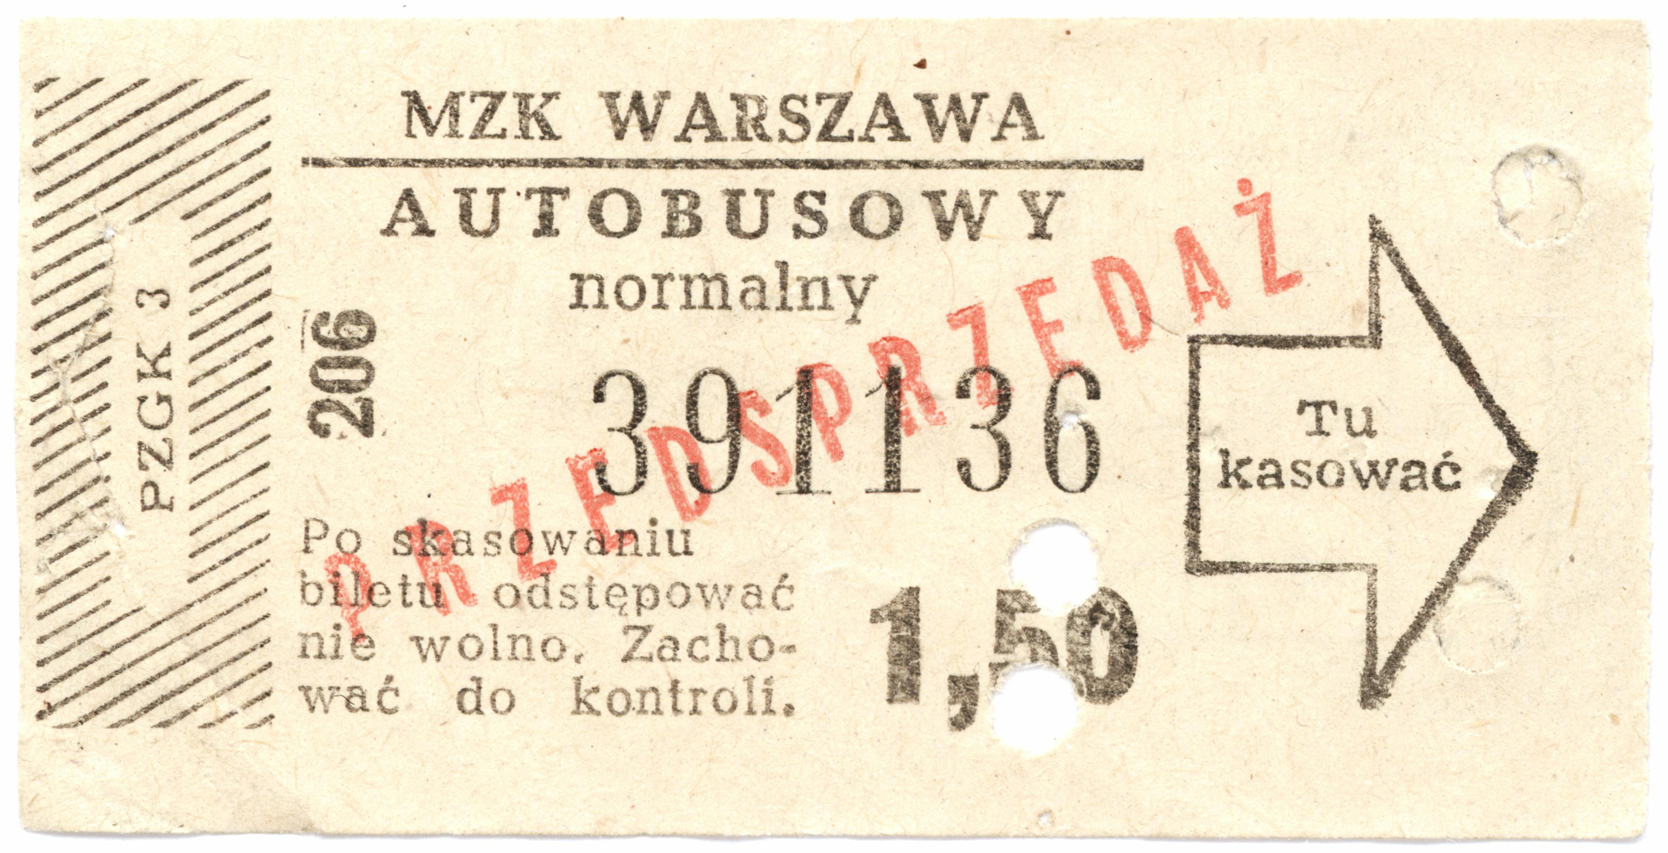 PZGK 3
MZK WARSZAWA
AUTOBUSOWY
normalny
206
391136
PRZEDSPRZEDAŻ
Po skasowaniu
biletu odstępować
nie wolno. Zacho-
wać do kontroli.
1,50
Tu
kasować